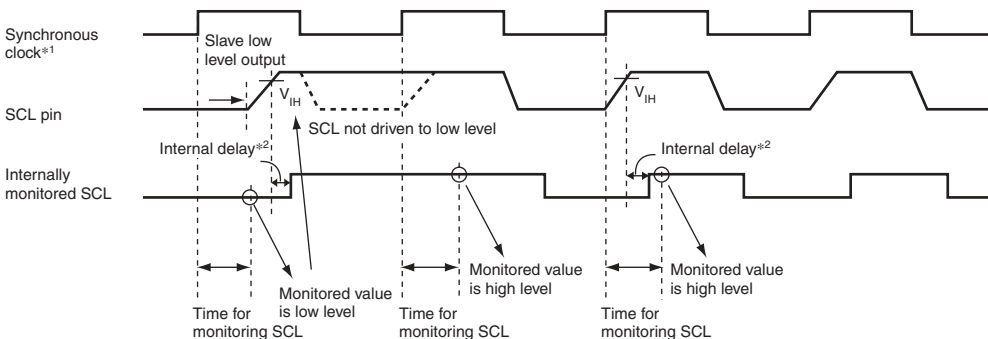 Synchronous
clock*1
Slave low
level output
VIH
VIH
SCL pin
SCL not driven to low level
Internal delay*2
Internal delay*2
Internally
monitored SCL
Monitored value
is low level
Monitored value
is high level
Monitored value
is high level
Time for
monitoring SCL
Time for
monitoring SCL
Time for
monitoring SCL